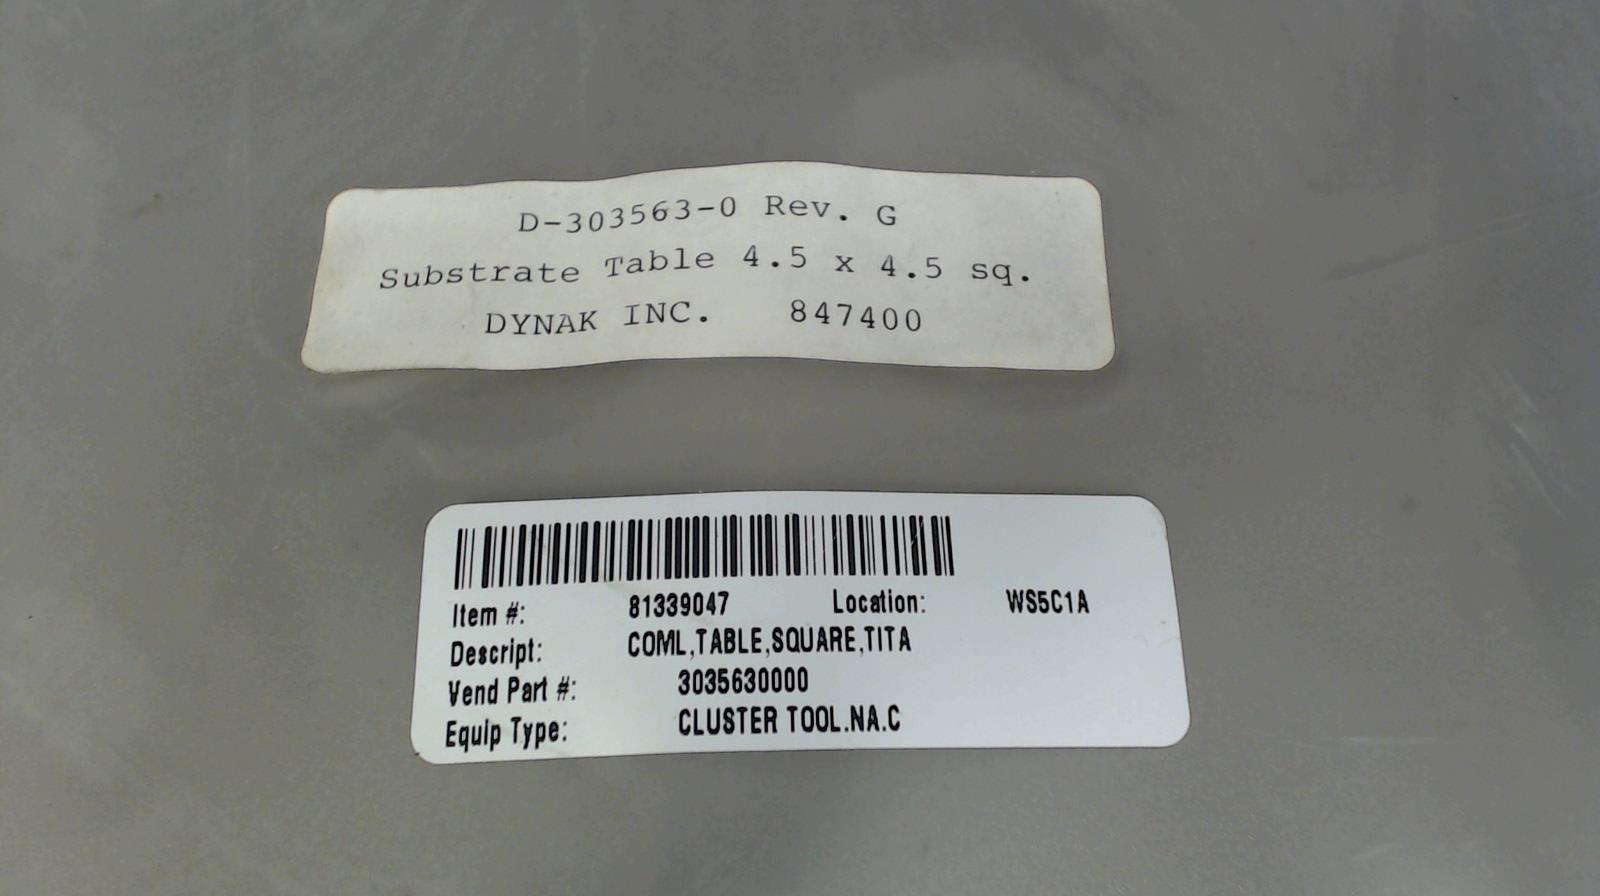 D-303563-0 Rev. G
Substrate Table 4.5 x 4.5 sq.
DYNAK INC. 847400
Item #: 81339047 Location: WS5C1A
Descript: COML,TABLE,SQUARE,TITA
Vend Part #: 3035630000
Equip Type: CLUSTER TOOL.NA.C